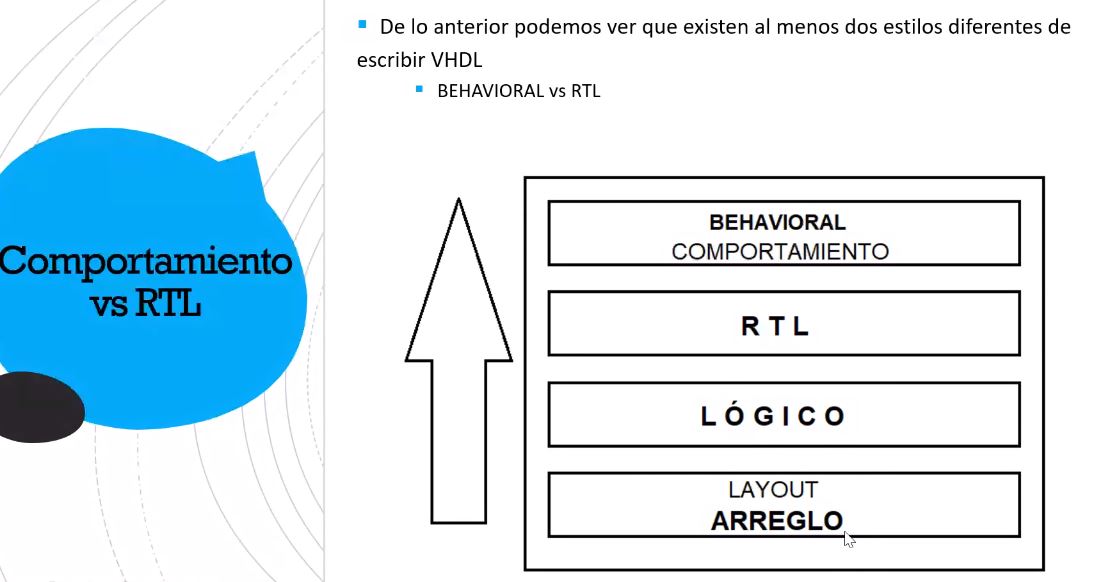 De lo anterior podemos ver que existen al menos dos estilos diferentes de
escribir VHDL
BEHAVIORAL vs RTL
Comportamiento
vs RTL
BEHAVIORAL
COMPORTAMIENTO
R T L
L Ó G I C O
LAYOUT
ARREGLO